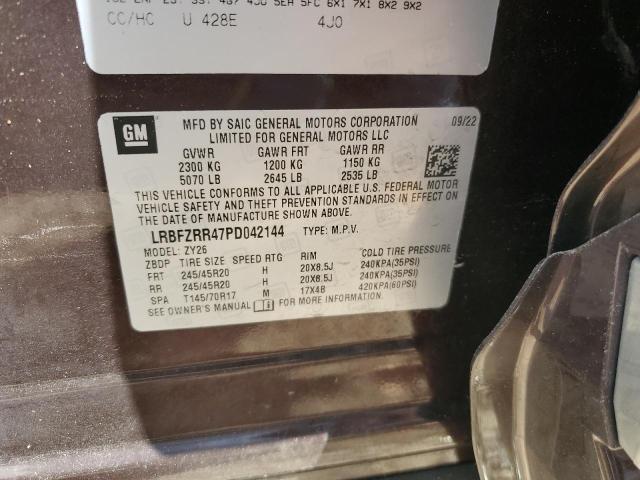 CC/HC U 428E 4J0
GM
MFD BY SAIC GENERAL MOTORS CORPORATION 09/22
LIMITED FOR GENERAL MOTORS LLC
GVWR GAWR FRT GAWR RR
2300 KG 1200 KG 1150 KG
5070 LB 2645 LB 2535 LB
THIS VEHICLE CONFORMS TO ALL APPLICABLE U.S. FEDERAL MOTOR
VEHICLE SAFETY AND THEFT PREVENTION STANDARDS IN EFFECT ON
THE DATE OF MANUFACTURE SHOWN ABOVE.
LRBFZRR47PD042144 TYPE: M.P.V.
MODEL: ZY26
ZBDP TIRE SIZE SPEED RTG RIM COLD TIRE PRESSURE
FRT 245/45R20 H 20X8.5J 240KPA(35PSI)
RR 245/45R20 H 20X8.5J 240KPA(35PSI)
SPA T145/70R17 M 17X4B 420KPA(60PSI)
SEE OWNER'S MANUAL FOR MORE INFORMATION.